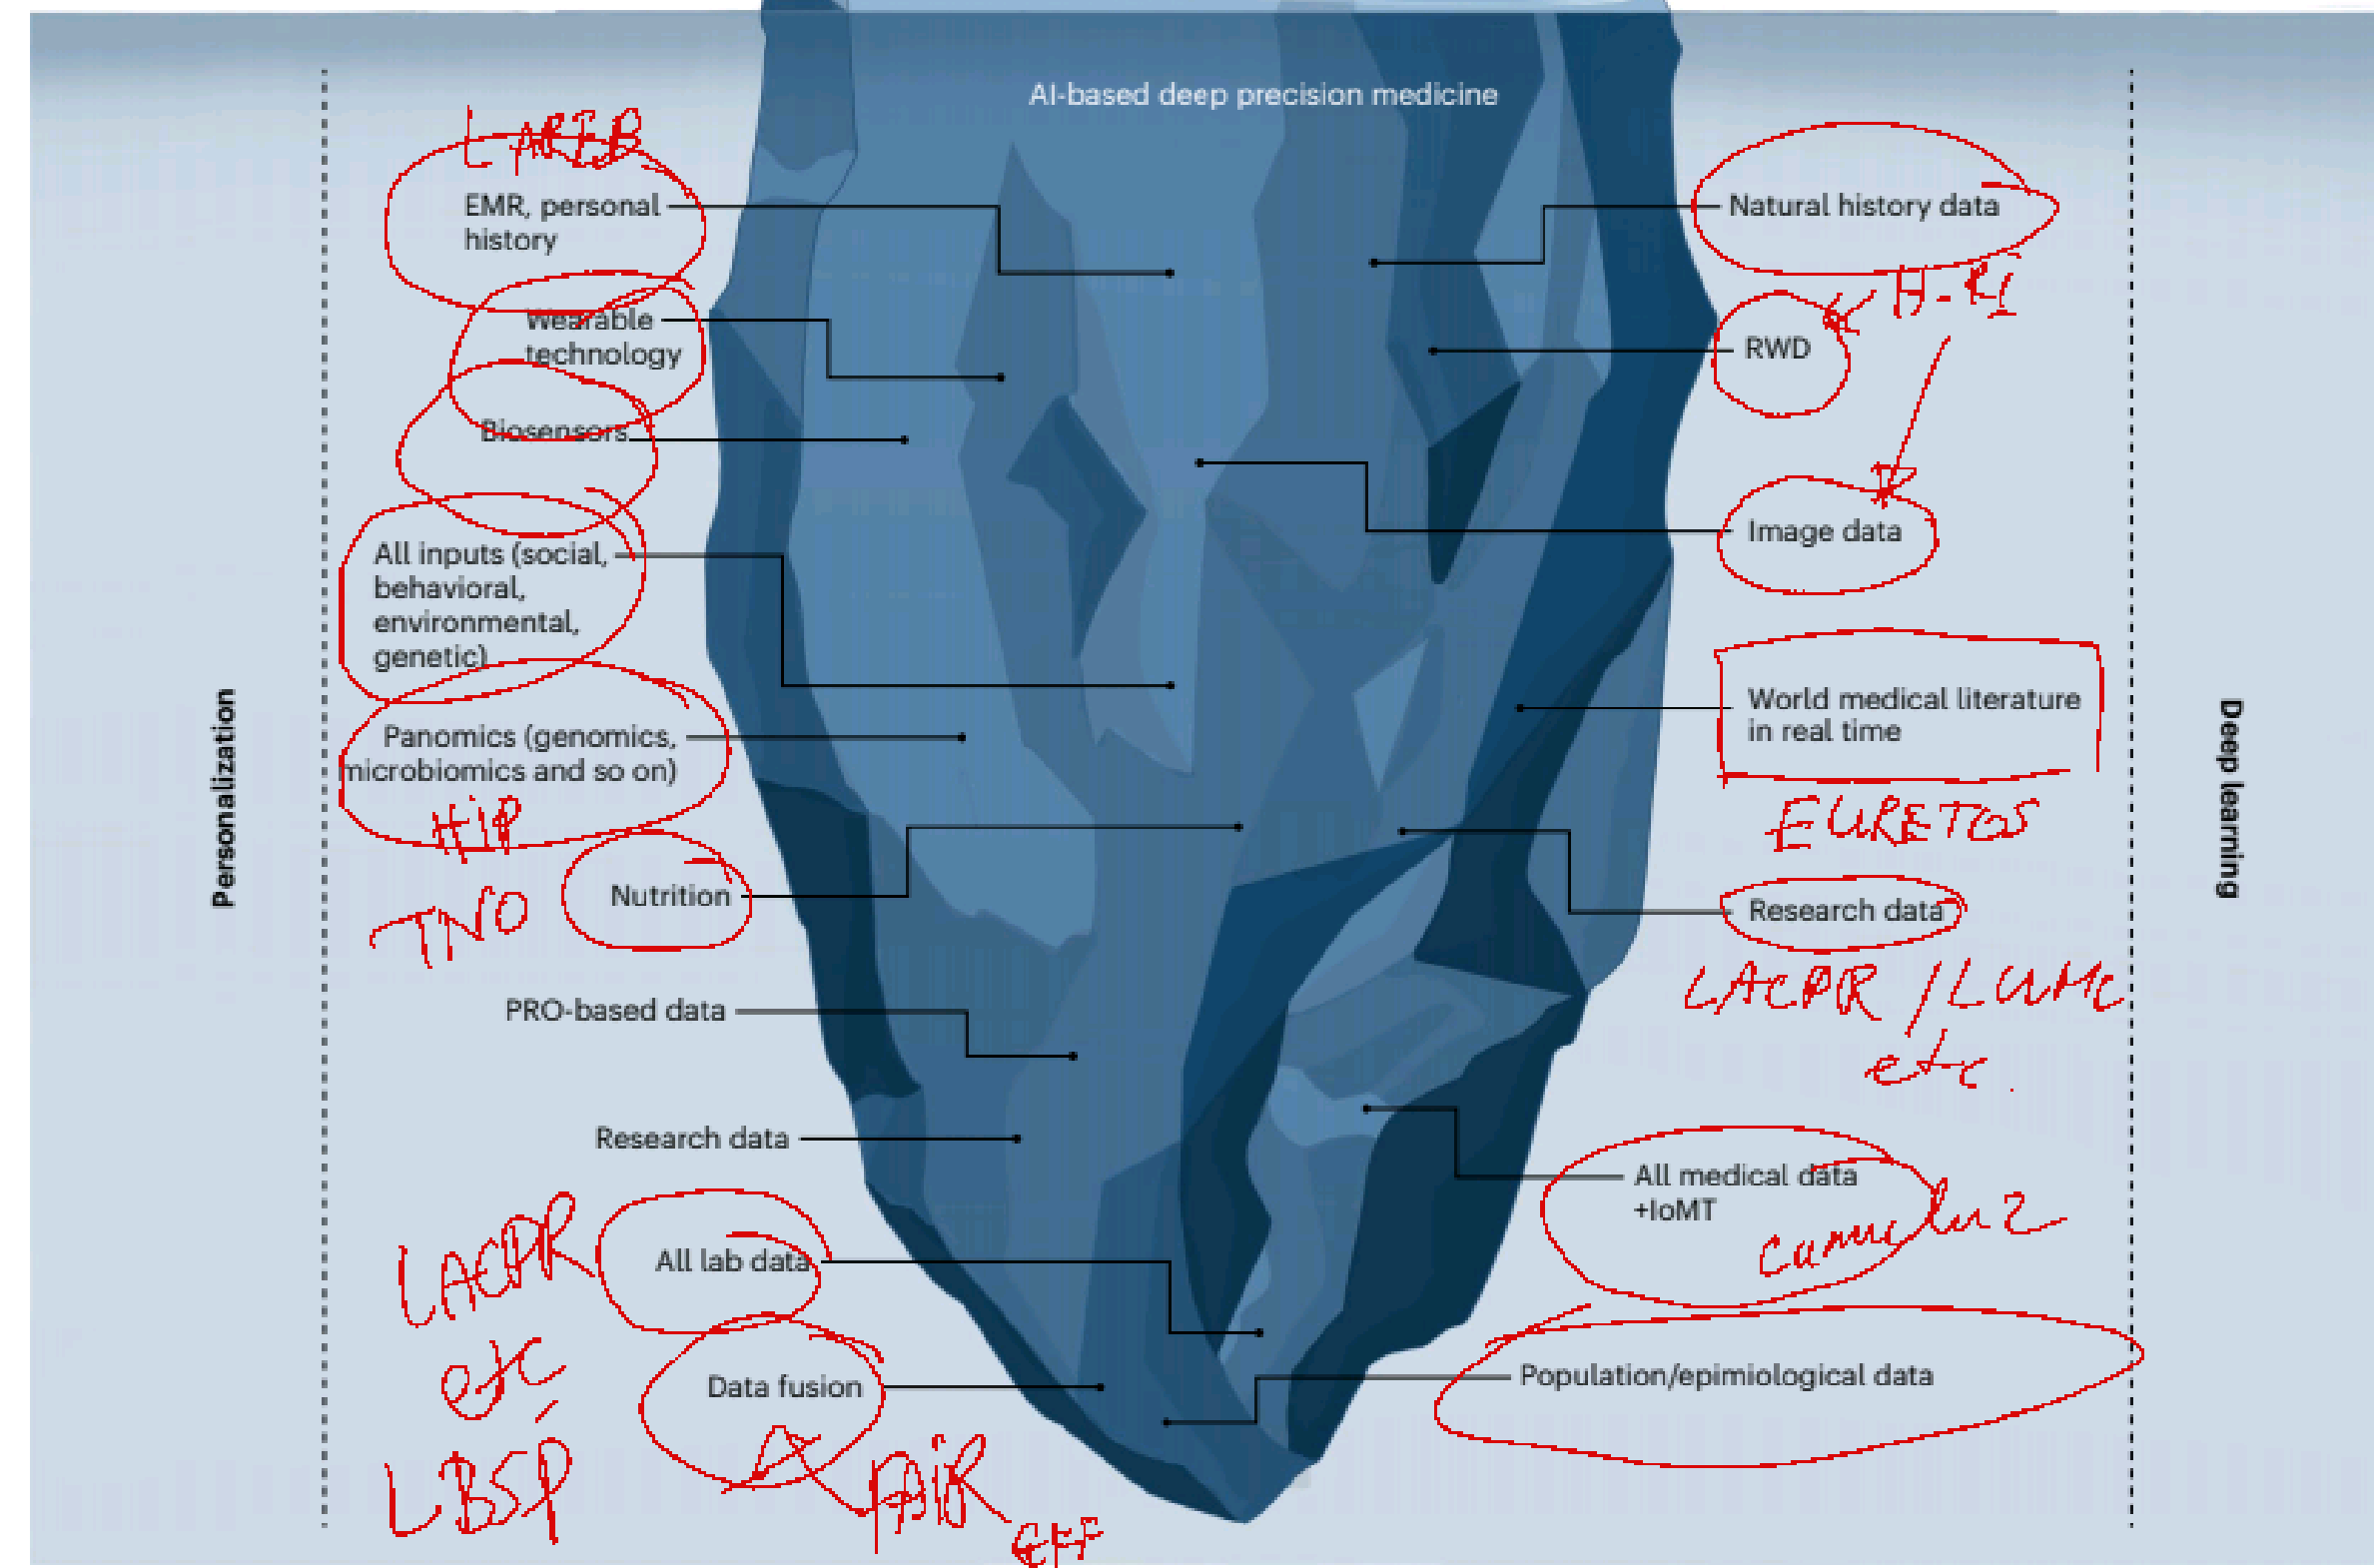 AI-based deep precision medicine
LAREB
EMR, personal
history
Wearable
technology
Biosensors
All inputs (social,
behavioral,
environmental,
genetic)
Panomics (genomics,
microbiomics and so on)
HIP
TNO
Nutrition
PRO-based data
Research data
LACDR
All lab data
etc
Data fusion
LBSP
FAIR
Personalization
Natural history data
H-RI
RWD
Image data
World medical literature
in real time
EURETOS
Research data
LACDR / LUMC
etc.
All medical data
+IoMT
Population/epimiological data
Deep learning